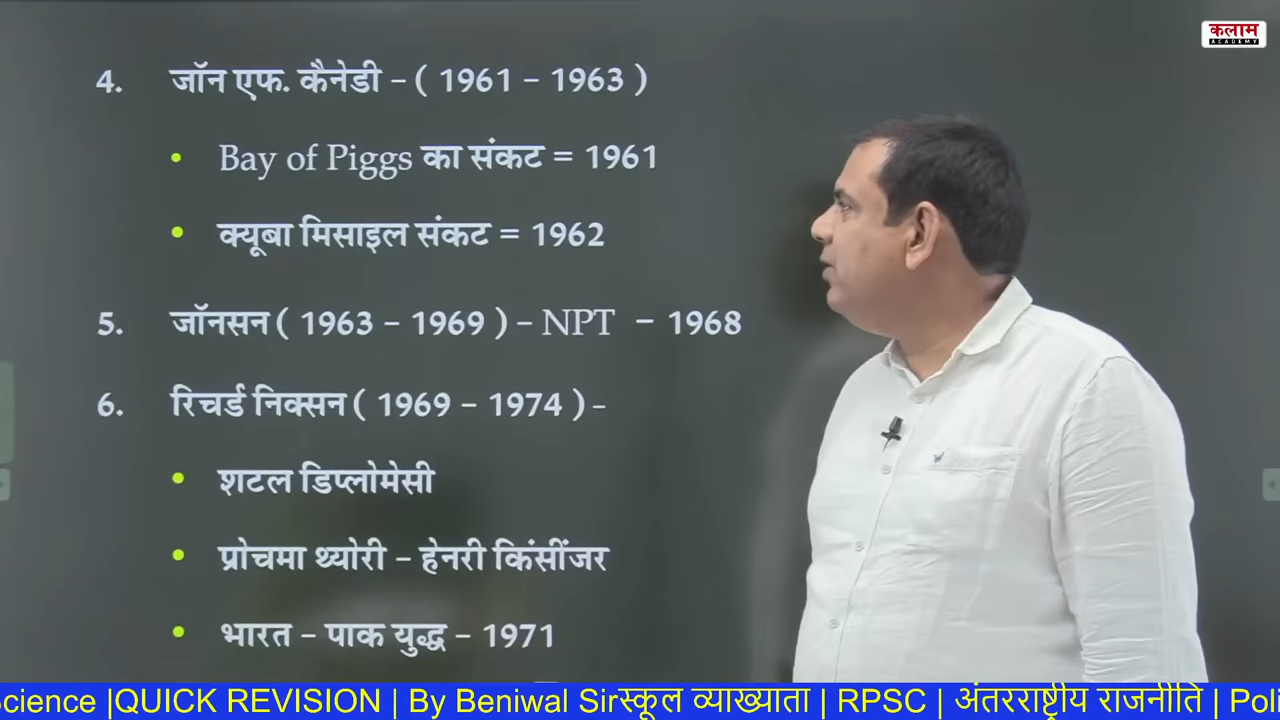 कलाम
ACADEMY
4. जॉन एफ. कैनेडी - ( 1961 - 1963 )
• Bay of Piggs का संकट = 1961
• क्यूबा मिसाइल संकट = 1962
5. जॉनसन ( 1963 - 1969 ) - NPT - 1968
6. रिचर्ड निक्सन ( 1969 - 1974 ) -
• शटल डिप्लोमेसी
• प्रोचमा थ्योरी - हेनरी किंसींजर
• भारत - पाक युद्ध - 1971
cience |QUICK REVISION | By Beniwal Sirस्कूल व्याख्याता | RPSC | अंतरराष्ट्रीय राजनीति | Poli